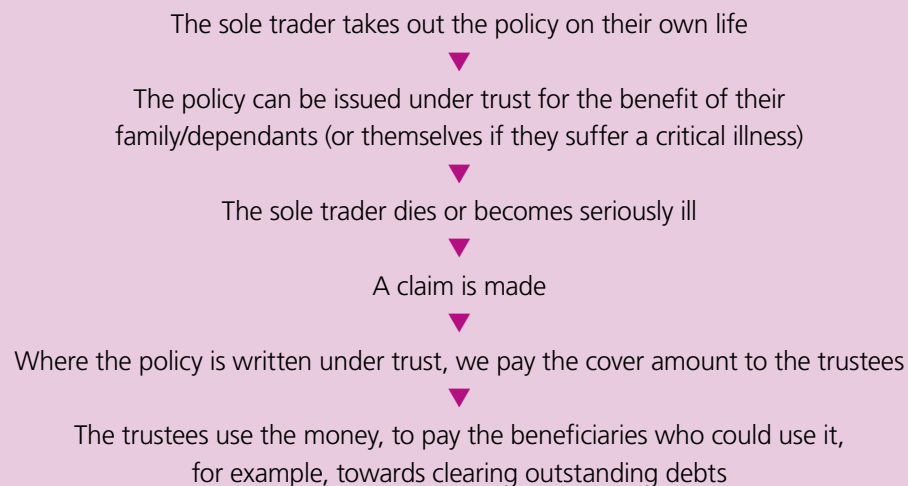 The sole trader takes out the policy on their own life
The policy can be issued under trust for the benefit of their
family/dependants (or themselves if they suffer a critical illness)
The sole trader dies or becomes seriously ill
A claim is made
Where the policy is written under trust, we pay the cover amount to the trustees
The trustees use the money, to pay the beneficiaries who could use it,
for example, towards clearing outstanding debts